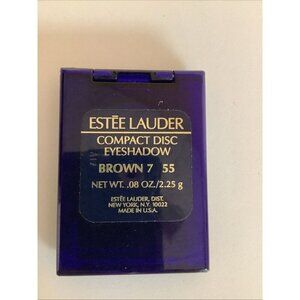 ESTĒE LAUDER
COMPACT DISC
EYESHADOW
BROWN 7 55
NET WT. .08 OZ./2.25 g
ESTĒE LAUDER, DIST.
NEW YORK, N.Y. 10022
MADE IN U.S.A.